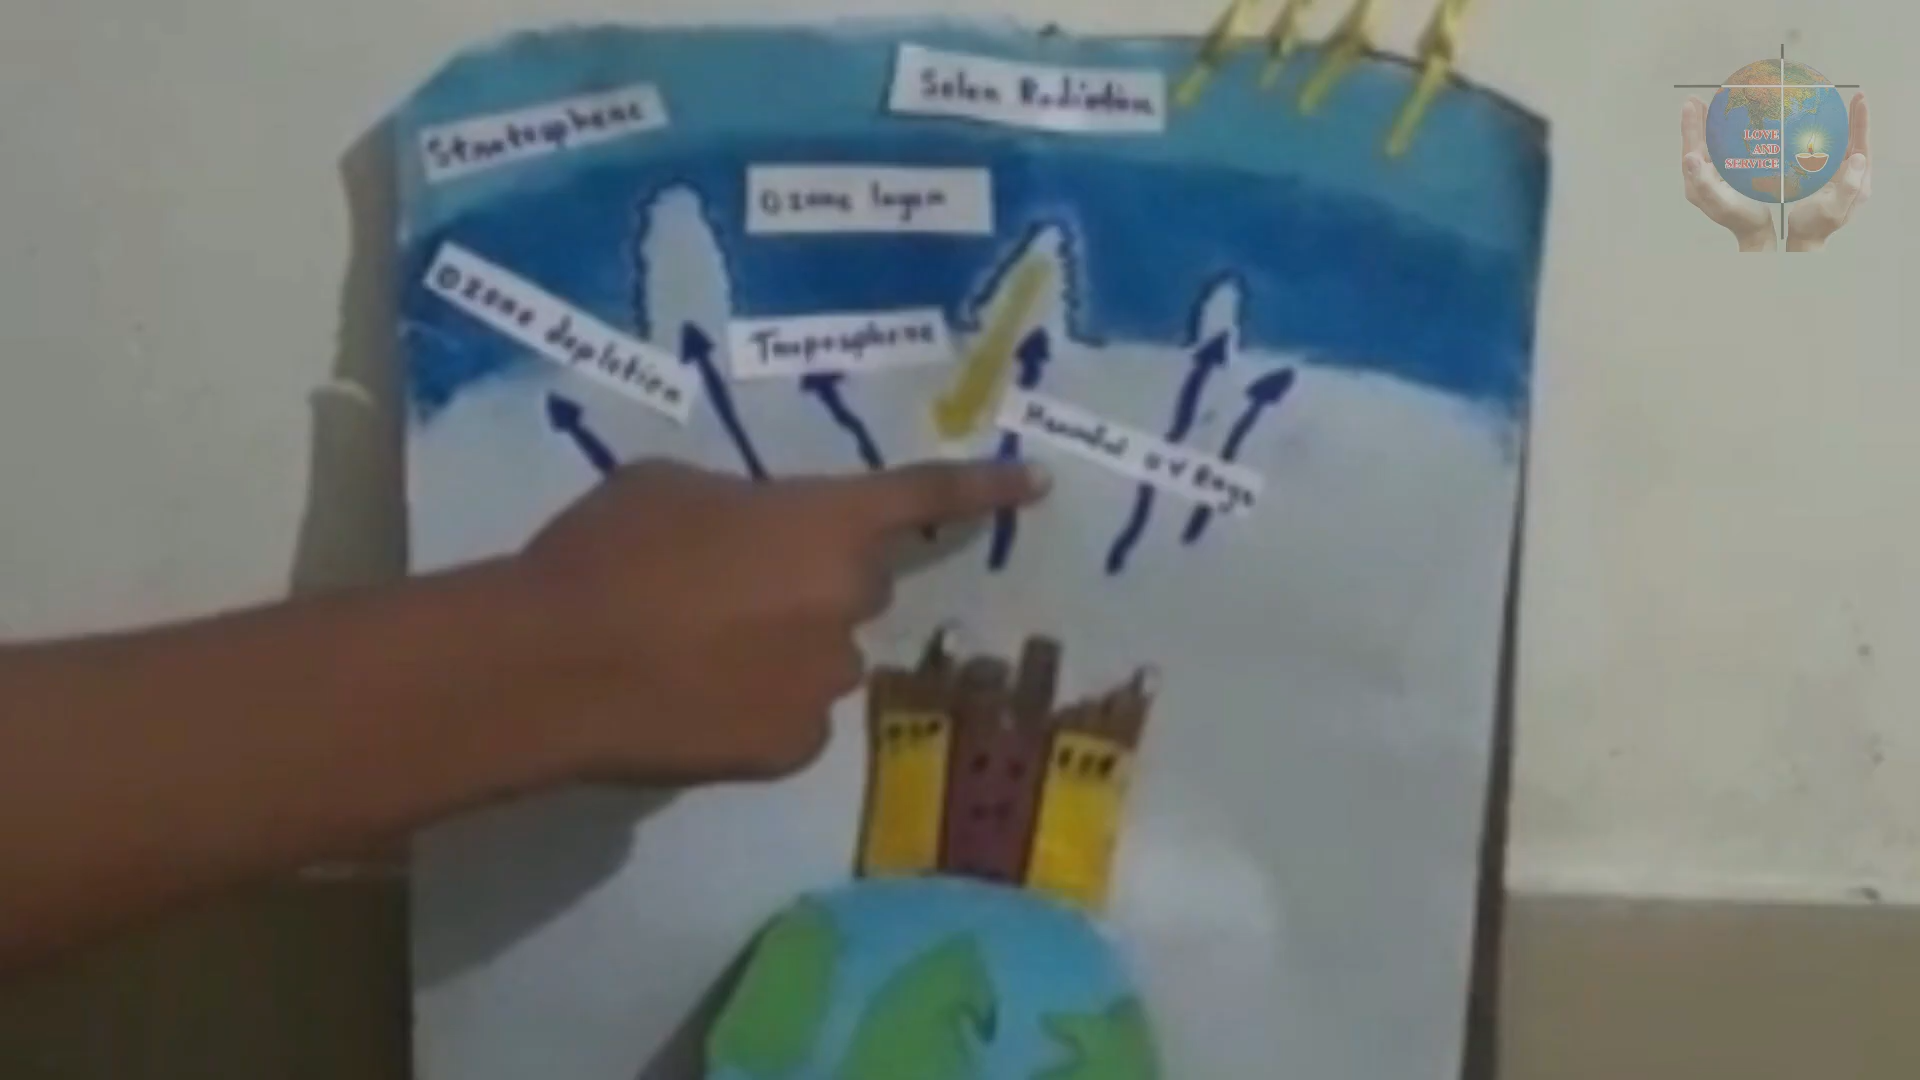 Solar Radiation
Stratosphere
Ozone layer
Ozone depletion
Troposphere
Harmful UV Rays
LOVE
AND
SERVICE